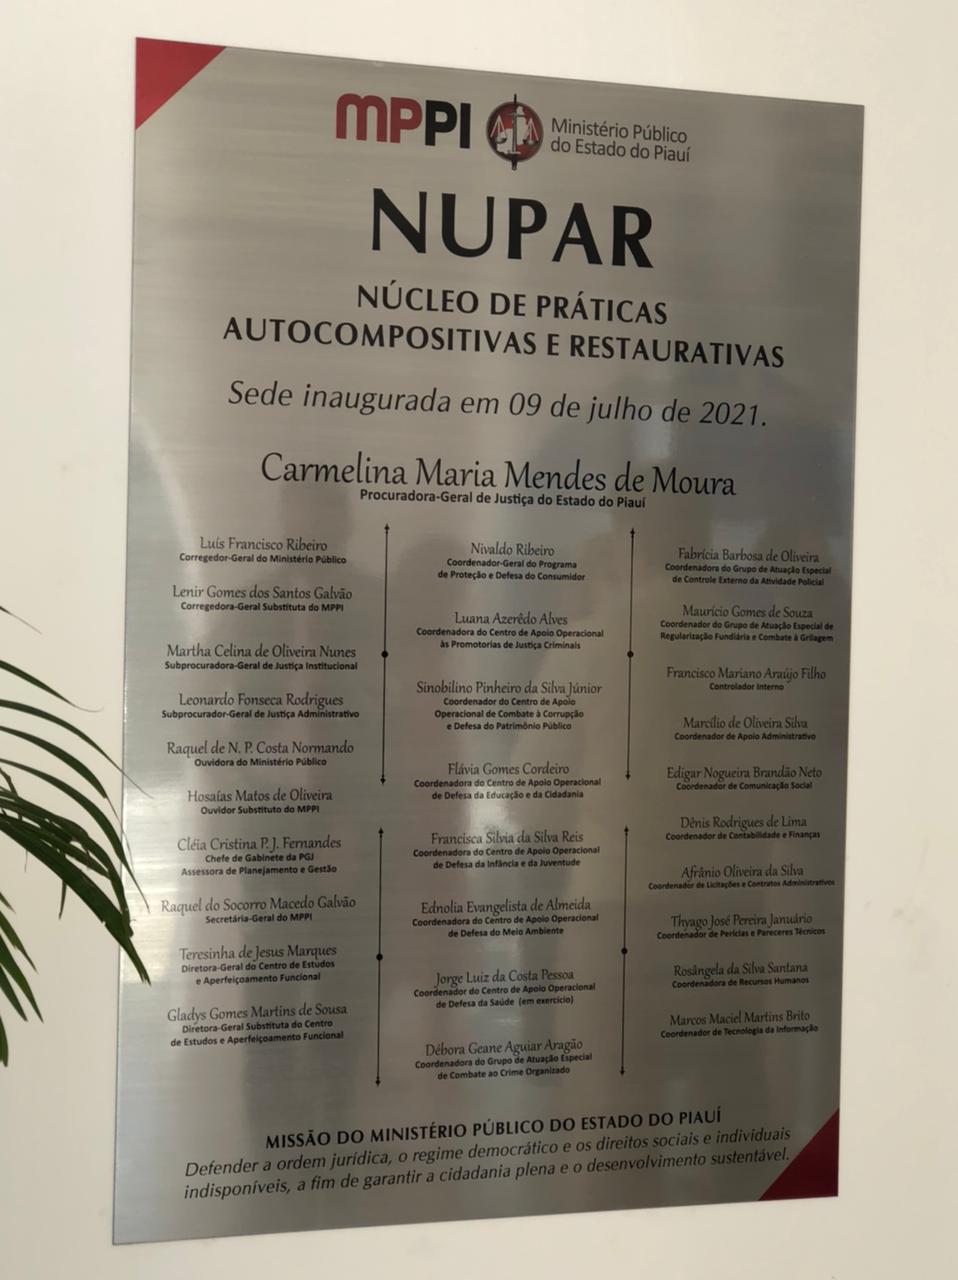 MPPI
Ministério Público
do Estado do Piauí
NUPAR
NÚCLEO DE PRÁTICAS
AUTOCOMPOSITIVAS E RESTAURATIVAS
Sede inaugurada em 09 de julho de 2021.
Carmelina Maria Mendes de Moura
Procuradora-Geral de Justiça do Estado do Piauí
Luís Francisco Ribeiro
Corregedor-Geral do Ministério Público
Lenir Gomes dos Santos Galvão
Corregedora-Geral Substituta do MPPI
Martha Celina de Oliveira Nunes
Subprocuradora-Geral de Justiça Institucional
Leonardo Fonseca Rodrigues
Subprocurador-Geral de Justiça Administrativo
Raquel de N. P. Costa Normando
Ouvidora do Ministério Público
Hosaías Matos de Oliveira
Ouvidor Substituto do MPPI
Cléia Cristina P. J. Fernandes
Chefe de Gabinete da PGJ
Assessora de Planejamento e Gestão
Raquel do Socorro Macedo Galvão
Secretária-Geral do MPPI
Teresinha de Jesus Marques
Diretora-Geral do Centro de Estudos
e Aperfeiçoamento Funcional
Gladys Gomes Martins de Sousa
Diretora-Geral Substituta do Centro
de Estudos e Aperfeiçoamento Funcional
Nivaldo Ribeiro
Coordenador-Geral do Programa
de Proteção e Defesa do Consumidor
Luana Azerêdo Alves
Coordenadora do Centro de Apoio Operacional
às Promotorias de Justiça Criminais
Sinobilino Pinheiro da Silva Júnior
Coordenador do Centro de Apoio
Operacional de Combate à Corrupção
e Defesa do Patrimônio Público
Flávia Gomes Cordeiro
Coordenadora do Centro de Apoio Operacional
de Defesa da Educação e da Cidadania
Francisca Silvia da Silva Reis
Coordenadora do Centro de Apoio Operacional
de Defesa da Infância e da Juventude
Ednolia Evangelista de Almeida
Coordenadora do Centro de Apoio Operacional
de Defesa do Meio Ambiente
Jorge Luiz da Costa Pessoa
Coordenador do Centro de Apoio Operacional
de Defesa da Saúde (em exercício)
Débora Geane Aguiar Aragão
Coordenadora do Grupo de Atuação Especial
de Combate ao Crime Organizado
Fabrícia Barbosa de Oliveira
Coordenadora do Grupo de Atuação Especial
de Controle Externo da Atividade Policial
Maurício Gomes de Souza
Coordenador do Grupo de Atuação Especial de
Regularização Fundiária e Combate à Grilagem
Francisco Mariano Araújo Filho
Controlador Interno
Marcílio de Oliveira Silva
Coordenador de Apoio Administrativo
Edigar Nogueira Brandão Neto
Coordenador de Comunicação Social
Dênis Rodrigues de Lima
Coordenador de Contabilidade e Finanças
Afrânio Oliveira da Silva
Coordenador de Licitações e Contratos Administrativos
Thyago José Pereira Januário
Coordenador de Perícias e Pareceres Técnicos
Rosângela da Silva Santana
Coordenadora de Recursos Humanos
Marcos Maciel Martins Brito
Coordenador de Tecnologia da Informação
MISSÃO DO MINISTÉRIO PÚBLICO DO ESTADO DO PIAUÍ
Defender a ordem jurídica, o regime democrático e os direitos sociais e individuais
indisponíveis, a fim de garantir a cidadania plena e o desenvolvimento sustentável.